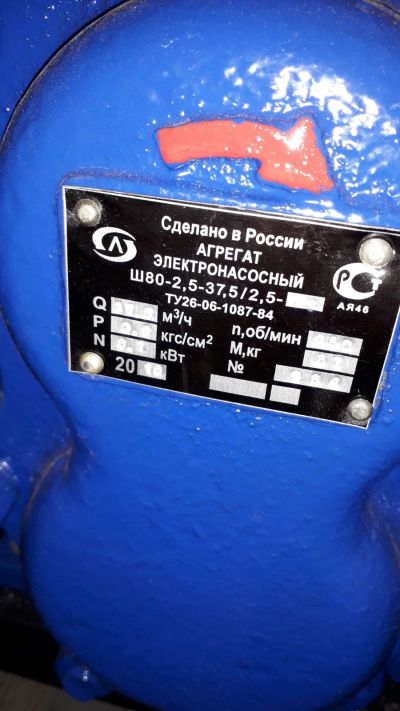 Сделано в России
АГРЕГАТ
ЭЛЕКТРОНАСОСНЫЙ
Ш80-2,5-37,5/2,5-
ТУ26-06-1087-84
РСТ
АЯ46
Q м³/ч n,об/мин
P кгс/см² М,кг
N кВт №
20